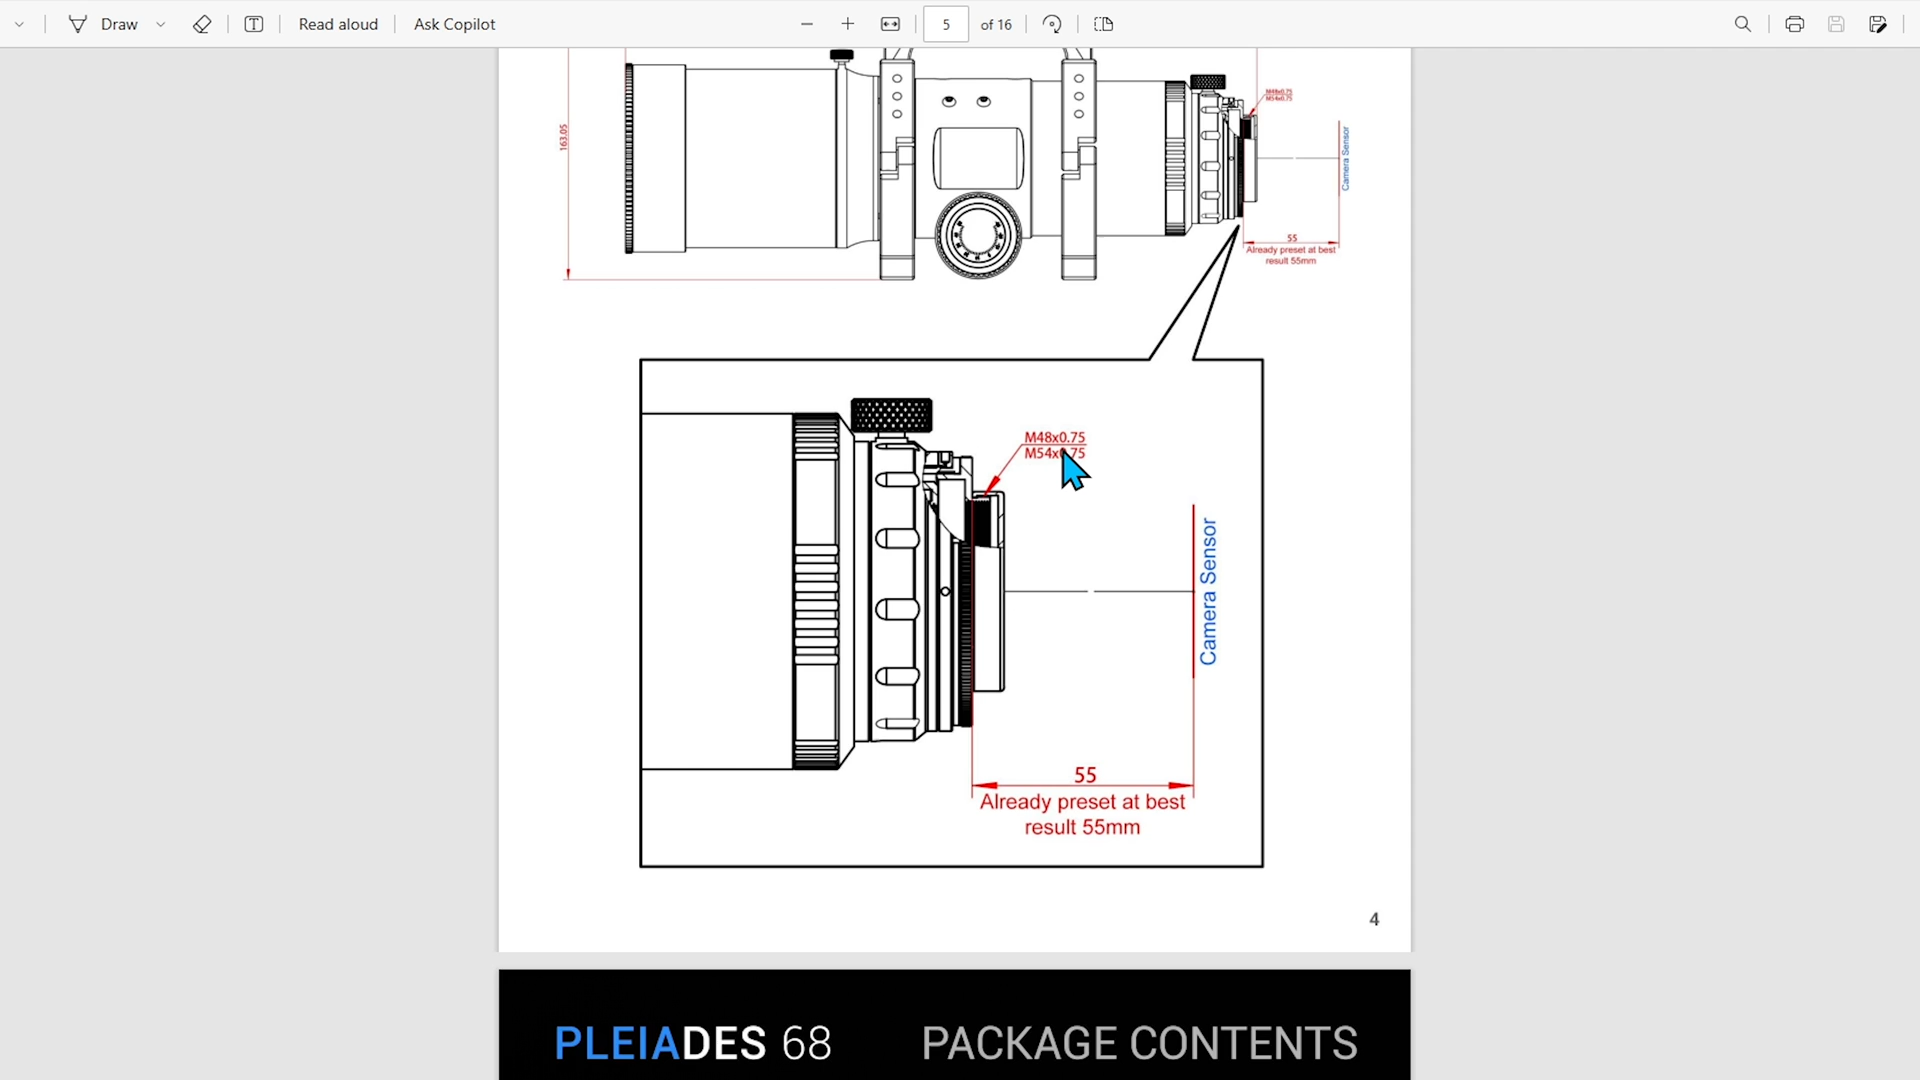 Draw Read aloud Ask Copilot 5 of 16
M48x0.75
M54x0.75
163.05
Camera Sensor
55
Already preset at best
result 55mm
M48x0.75
M54x0.75
Camera Sensor
55
Already preset at best
result 55mm
4
PLEIADES 68 PACKAGE CONTENTS